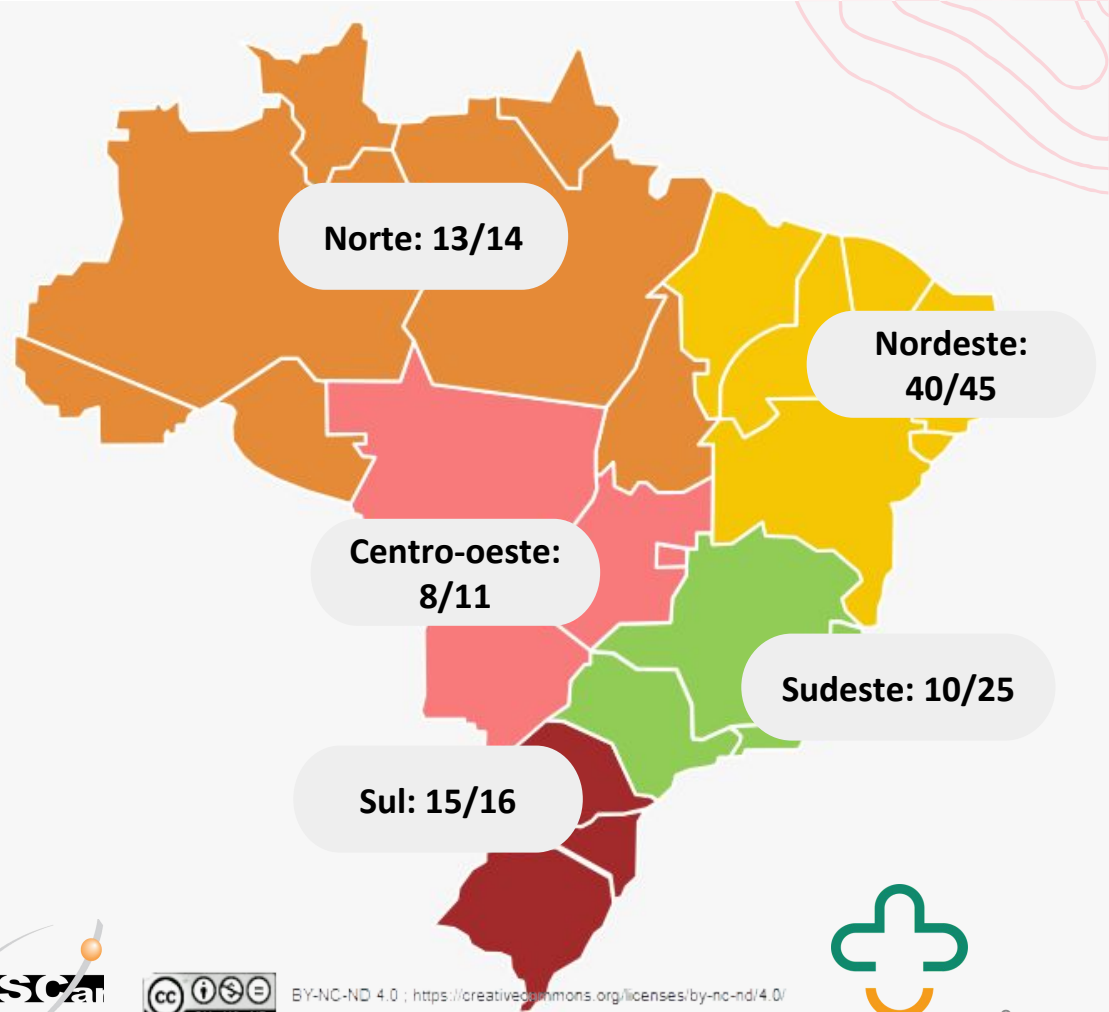 Norte: 13/14
Nordeste:
40/45
Centro-oeste:
8/11
Sudeste: 10/25
Sul: 15/16
cc
BY-NC-ND 4.0 ; https://creativecommons.org/licenses/by-nc-nd/4.0/